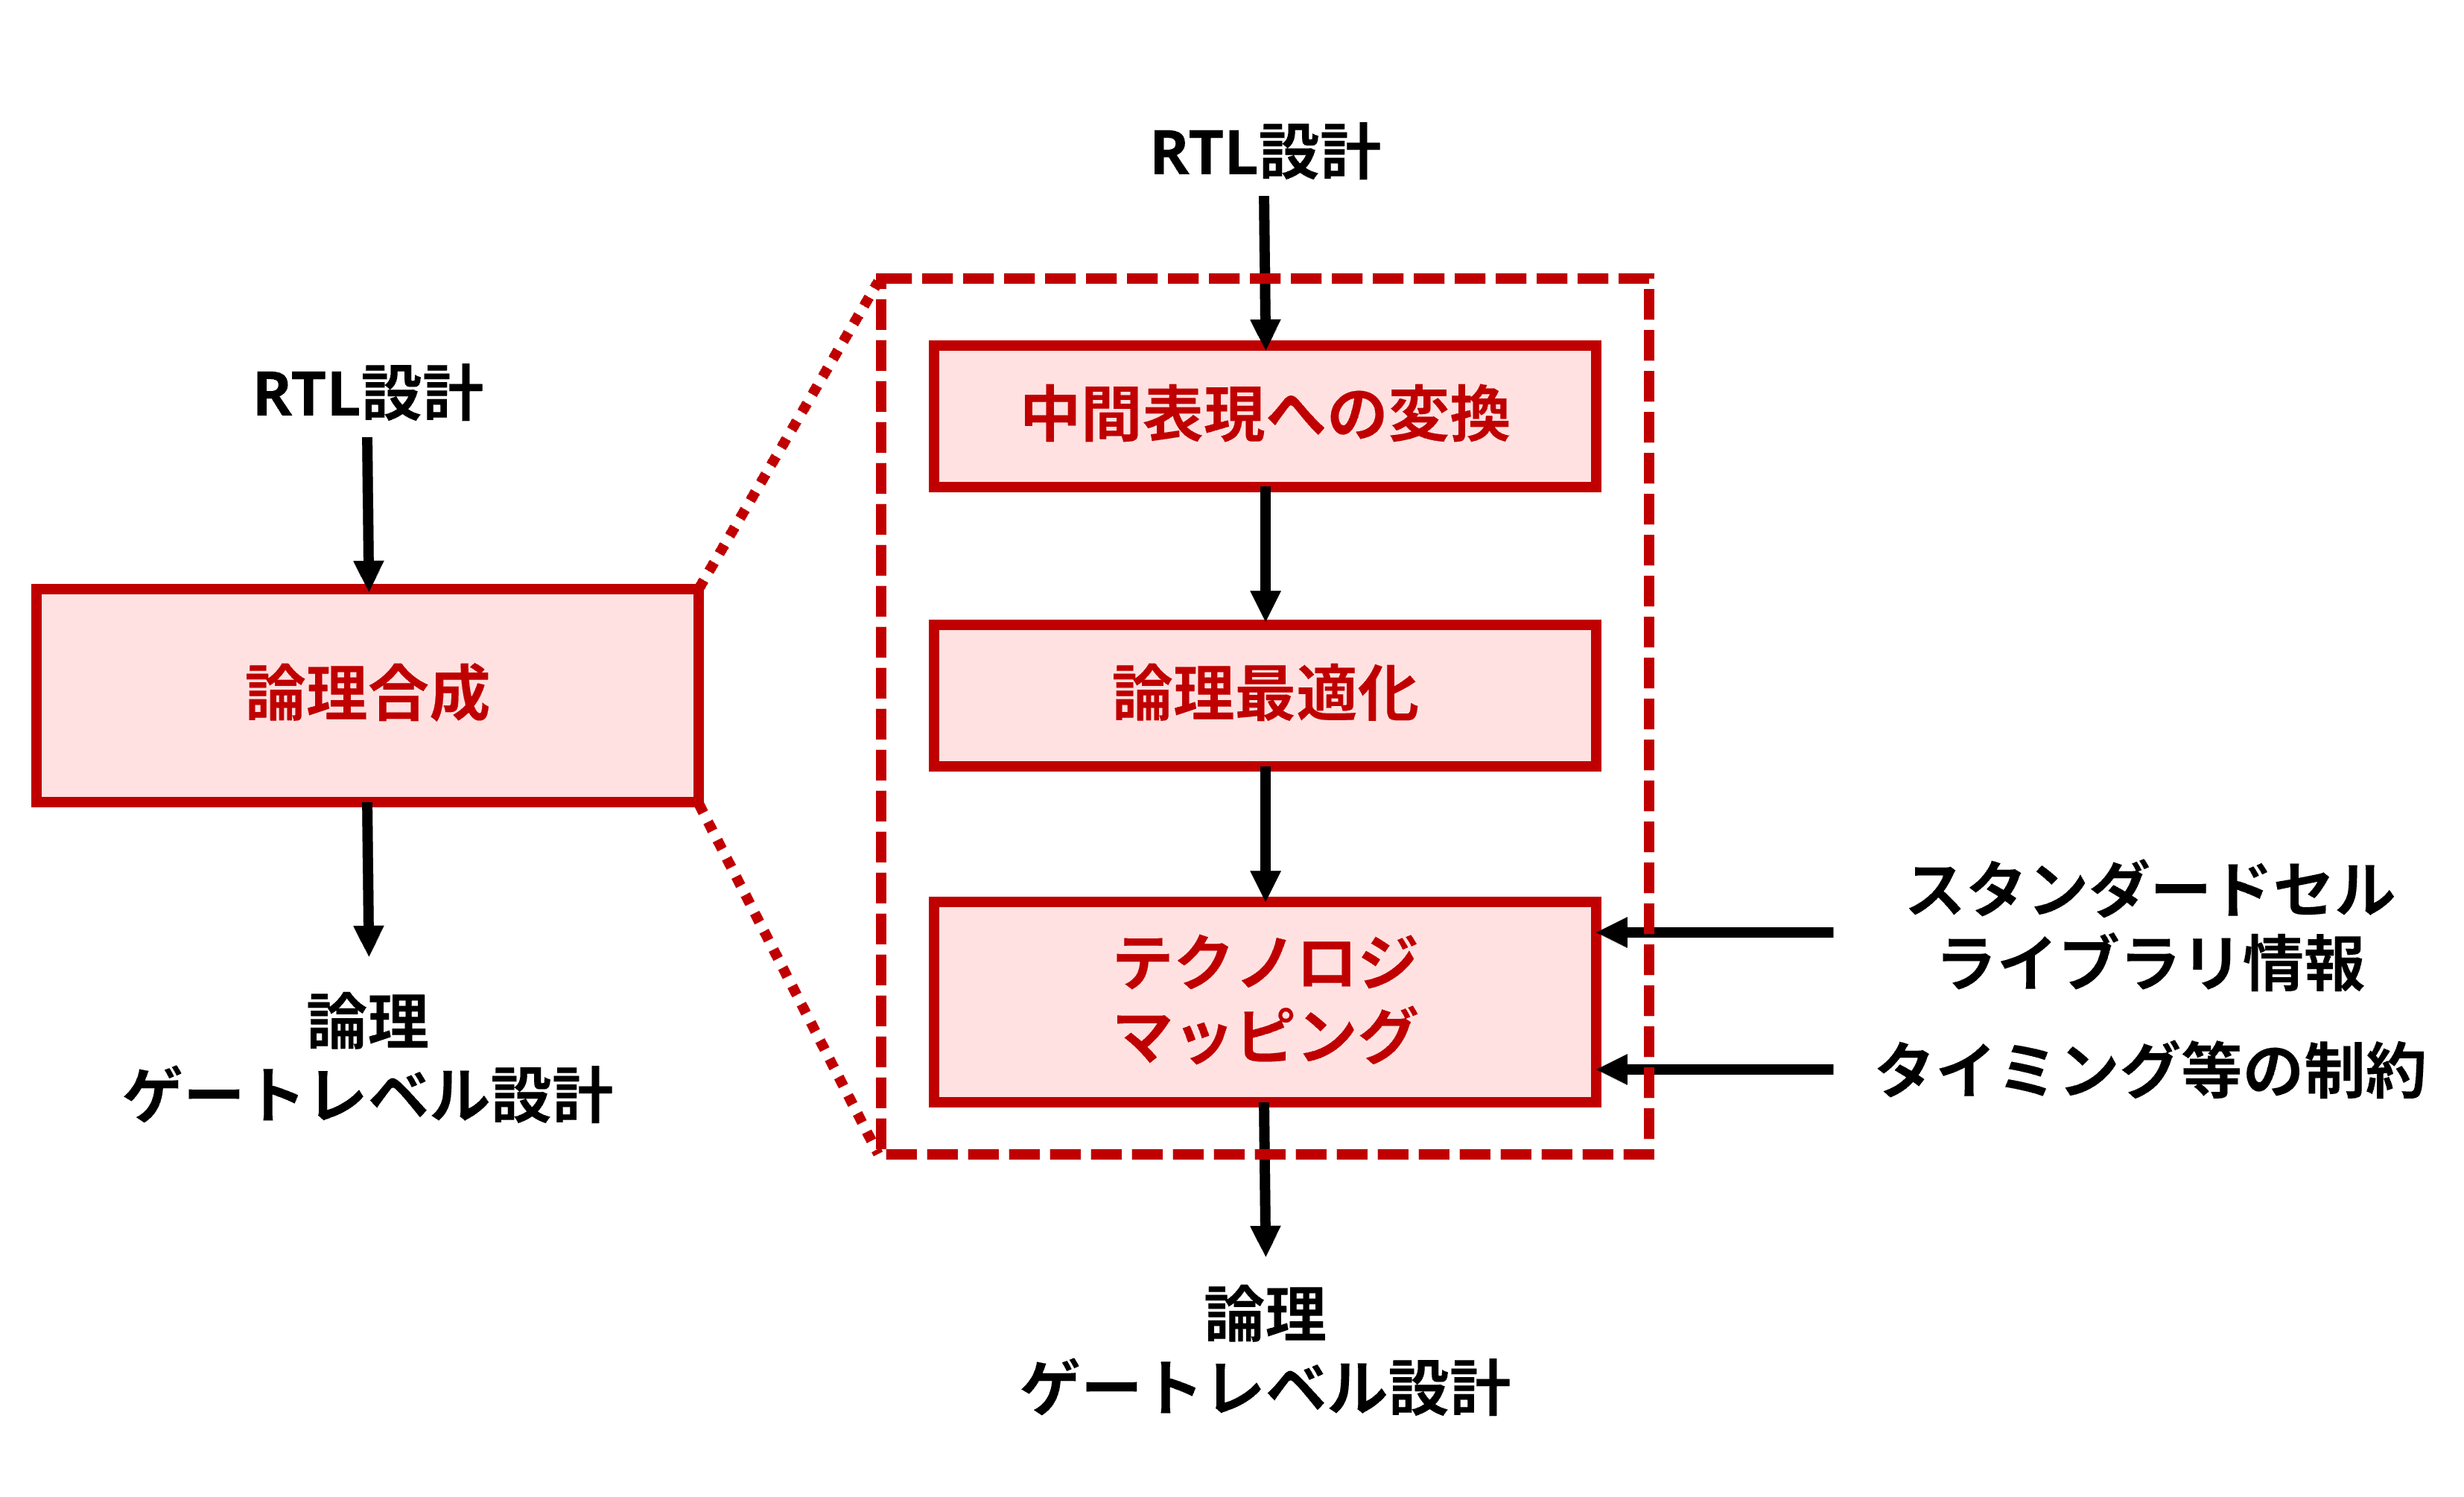 RTL設計
論理合成
論理
ゲートレベル設計
RTL設計
中間表現への変換
論理最適化
テクノロジ
マッピング
論理
ゲートレベル設計
スタンダードセル
ライブラリ情報
タイミング等の制約